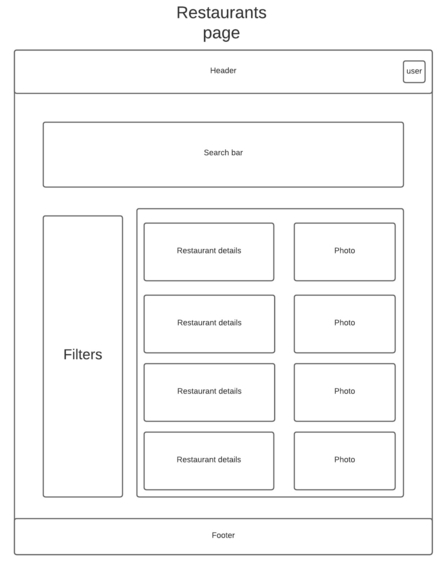 Restaurants
page
Header
user
Search bar
Filters
Restaurant details
Photo
Restaurant details
Photo
Restaurant details
Photo
Restaurant details
Photo
Footer